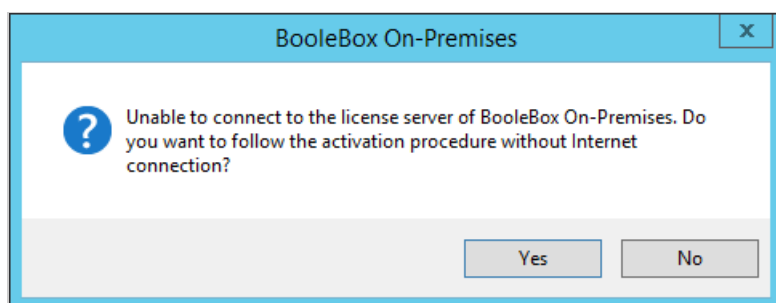 BooleBox On-Premises
x
Unable to connect to the license server of BooleBox On-Premises. Do
you want to follow the activation procedure without Internet
connection?
?
Yes
No